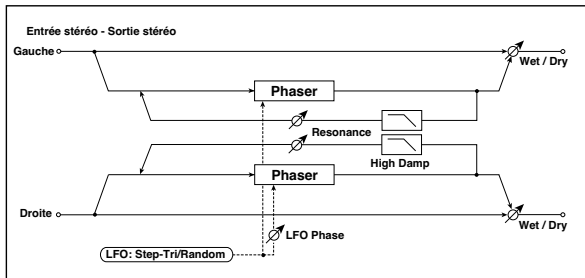 Entrée stéréo - Sortie stéréo
Gauche
Wet / Dry
Phaser
Resonance
High Damp
Phaser
Droite
LFO Phase
Wet / Dry
LFO: Step-Tri/Random